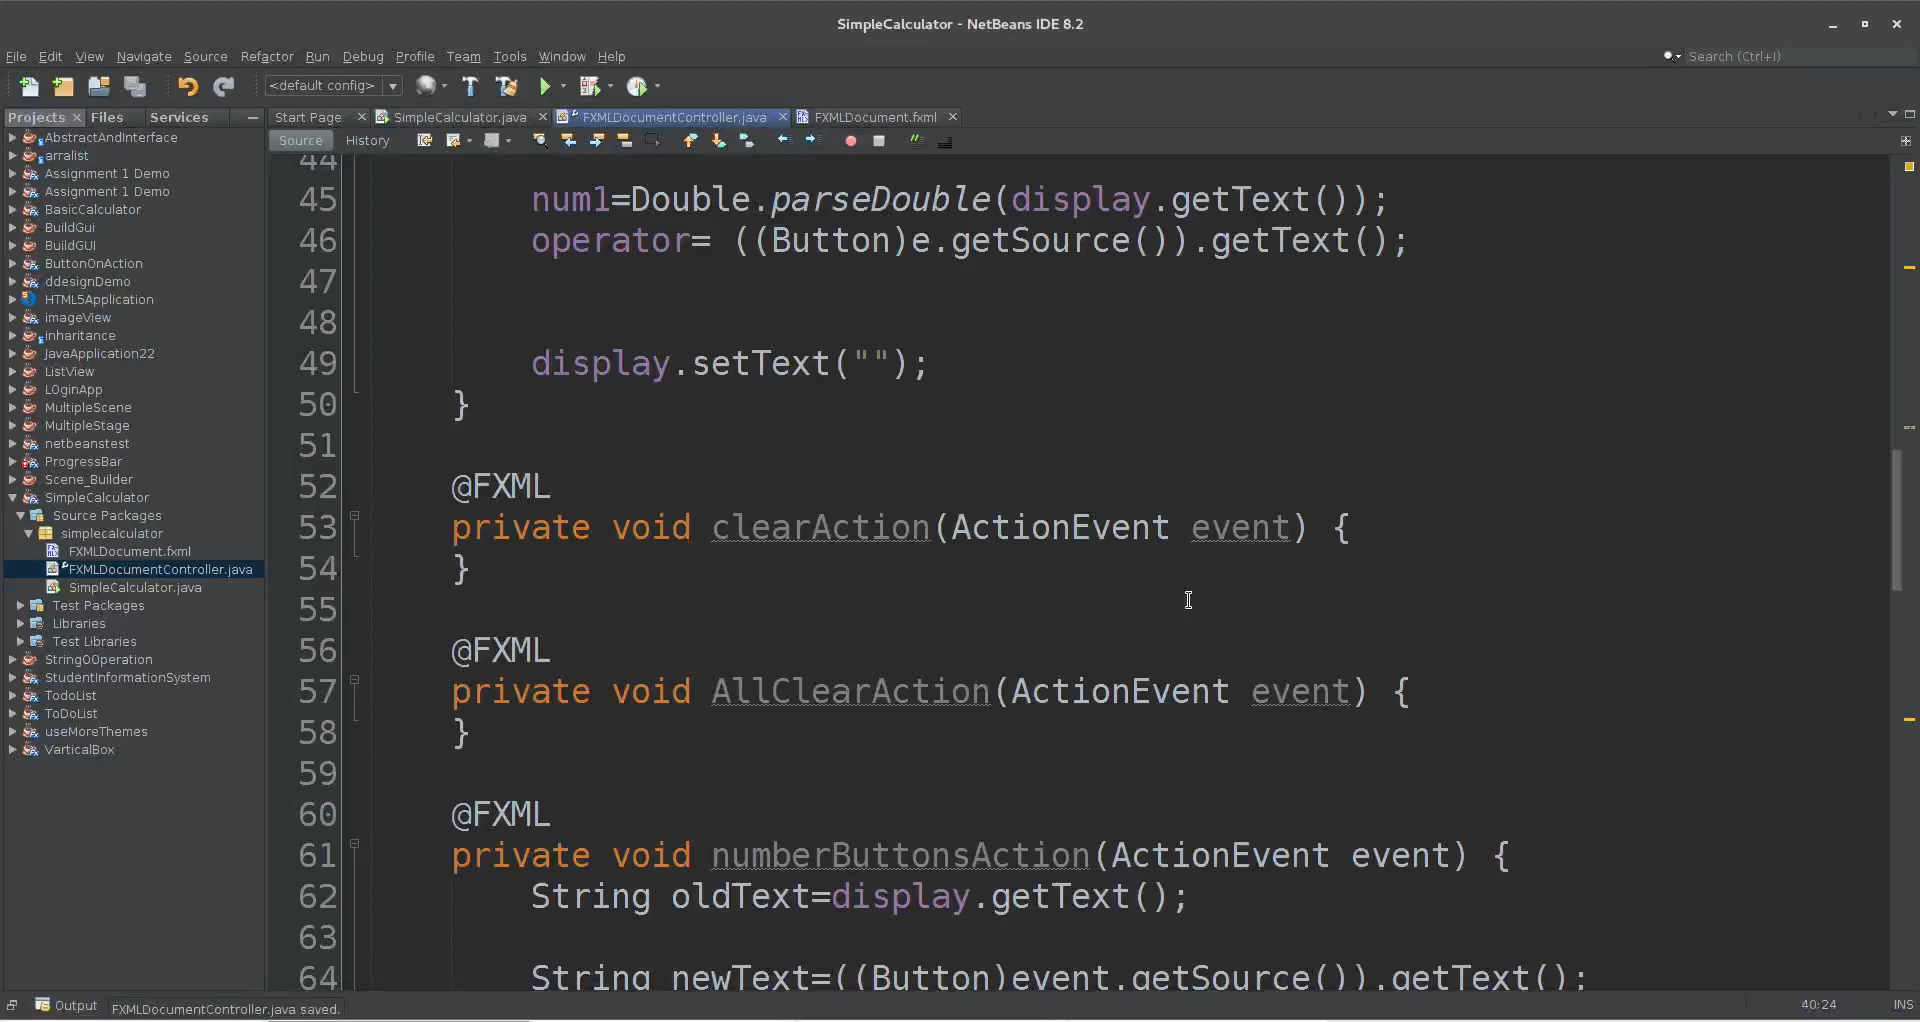 SimpleCalculator - NetBeans IDE 8.2
File Edit View Navigate Source Refactor Run Debug Profile Team Tools Window Help
Search (Ctrl+I)
<default config>
Projects Files Services
Start Page SimpleCalculator.java FXMLDocumentController.java FXMLDocument.fxml
Source History
AbstractAndInterface
arralist
Assignment 1 Demo
Assignment 1 Demo
BasicCalculator
BuildGui
BuildGUI
ButtonOnAction
ddesignDemo
HTML5Application
imageView
inheritance
JavaApplication22
ListView
LOginApp
MultipleScene
MultipleStage
netbeanstest
ProgressBar
Scene_Builder
SimpleCalculator
Source Packages
simplecalculator
FXMLDocument.fxml
FXMLDocumentController.java
SimpleCalculator.java
Test Packages
Libraries
Test Libraries
StringOOperation
StudentInformationSystem
TodoList
ToDoList
useMoreThemes
VarticalBox
44
45 num1=Double.parseDouble(display.getText());
46 operator= ((Button)e.getSource()).getText();
47
48
49 display.setText("");
50 }
51
52 @FXML
53 private void clearAction(ActionEvent event) {
54 }
55
56 @FXML
57 private void AllClearAction(ActionEvent event) {
58 }
59
60 @FXML
61 private void numberButtonsAction(ActionEvent event) {
62 String oldText=display.getText();
63
64 String newText=((Button)event.getSource()).getText();
Output FXMLDocumentController.java saved. 40:24 INS